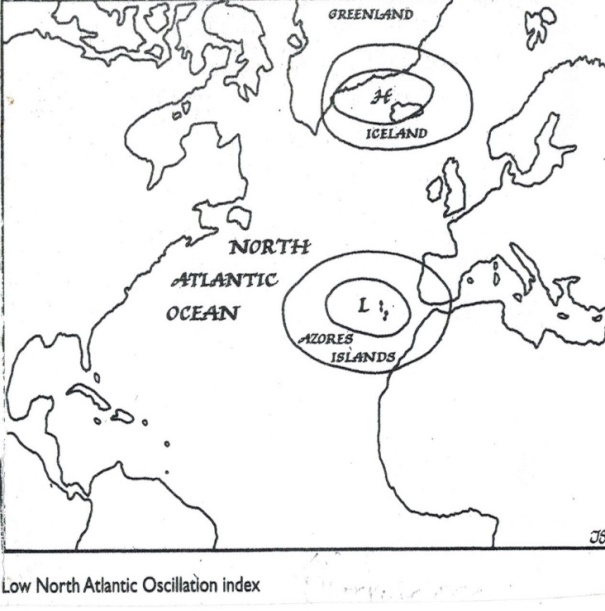 GREENLAND
H
ICELAND
NORTH
ATLANTIC
OCEAN
L
AZORES
ISLANDS
Low North Atlantic Oscillation index